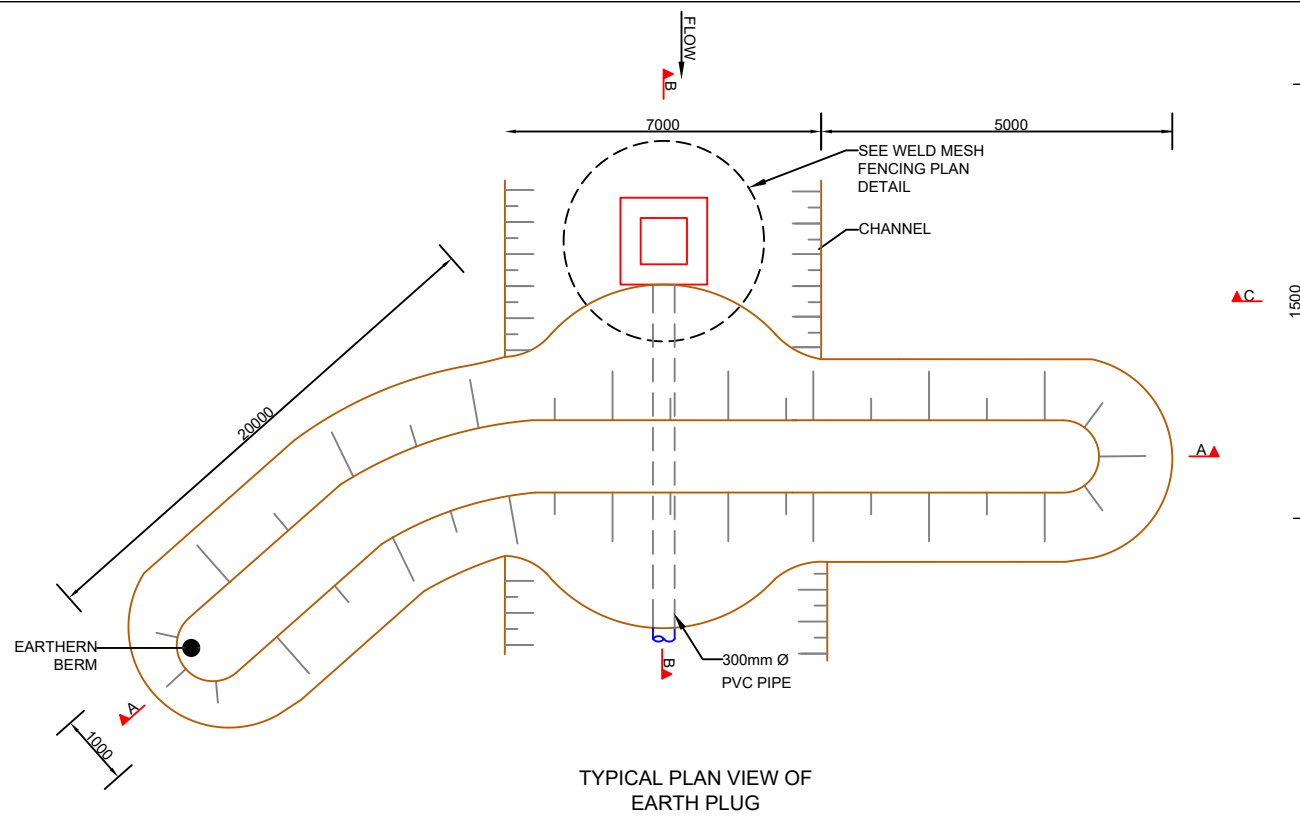 FLOW
B
7000
5000
SEE WELD MESH
FENCING PLAN
DETAIL
CHANNEL
C
1500
20000
A
EARTHERN
BERM
B
300mm Ø
PVC PIPE
A
1000
TYPICAL PLAN VIEW OF
EARTH PLUG